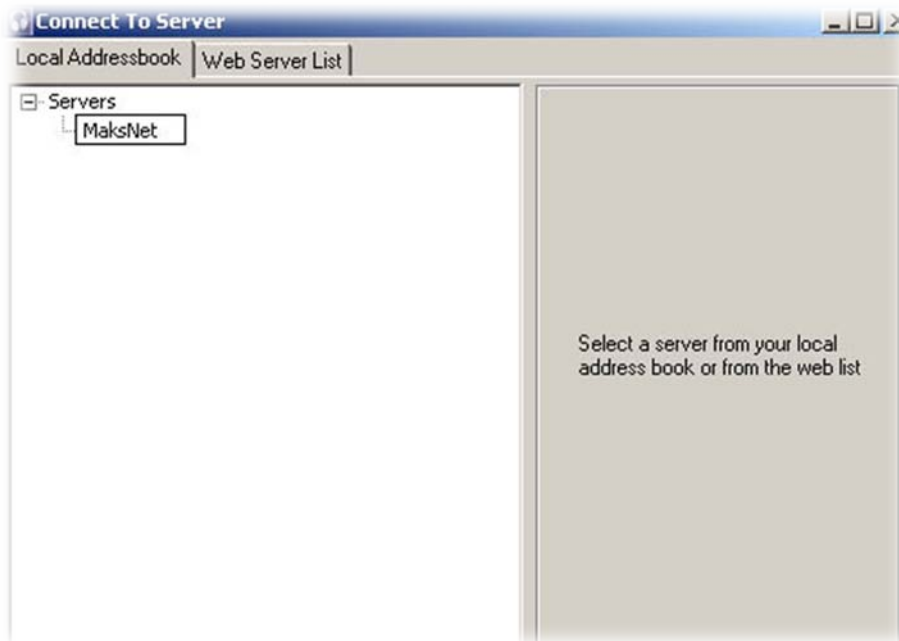 Connect To Server
Local Addressbook
Web Server List
Servers
MaksNet
Select a server from your local
address book or from the web list